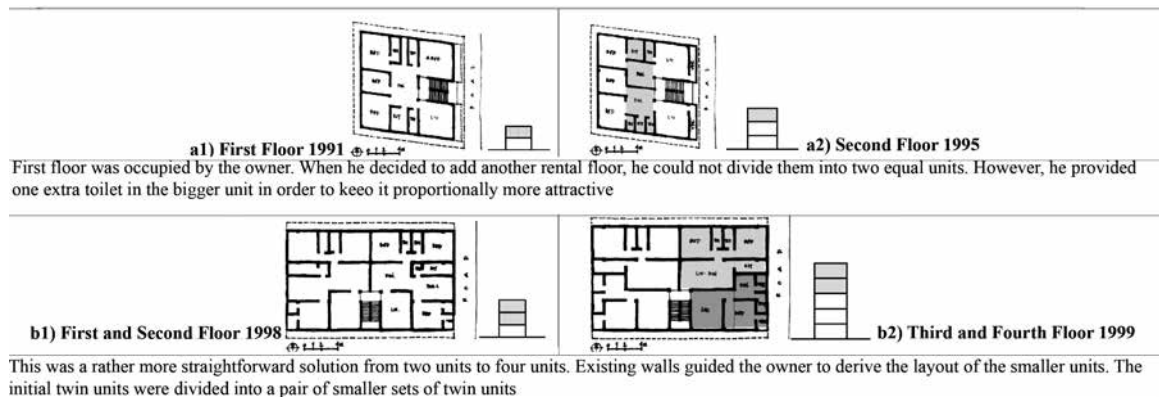 a1) First Floor 1991
a2) Second Floor 1995
First floor was occupied by the owner. When he decided to add another rental floor, he could not divide them into two equal units. However, he provided
one extra toilet in the bigger unit in order to keeo it proportionally more attractive
b1) First and Second Floor 1998
b2) Third and Fourth Floor 1999
This was a rather more straightforward solution from two units to four units. Existing walls guided the owner to derive the layout of the smaller units. The
initial twin units were divided into a pair of smaller sets of twin units